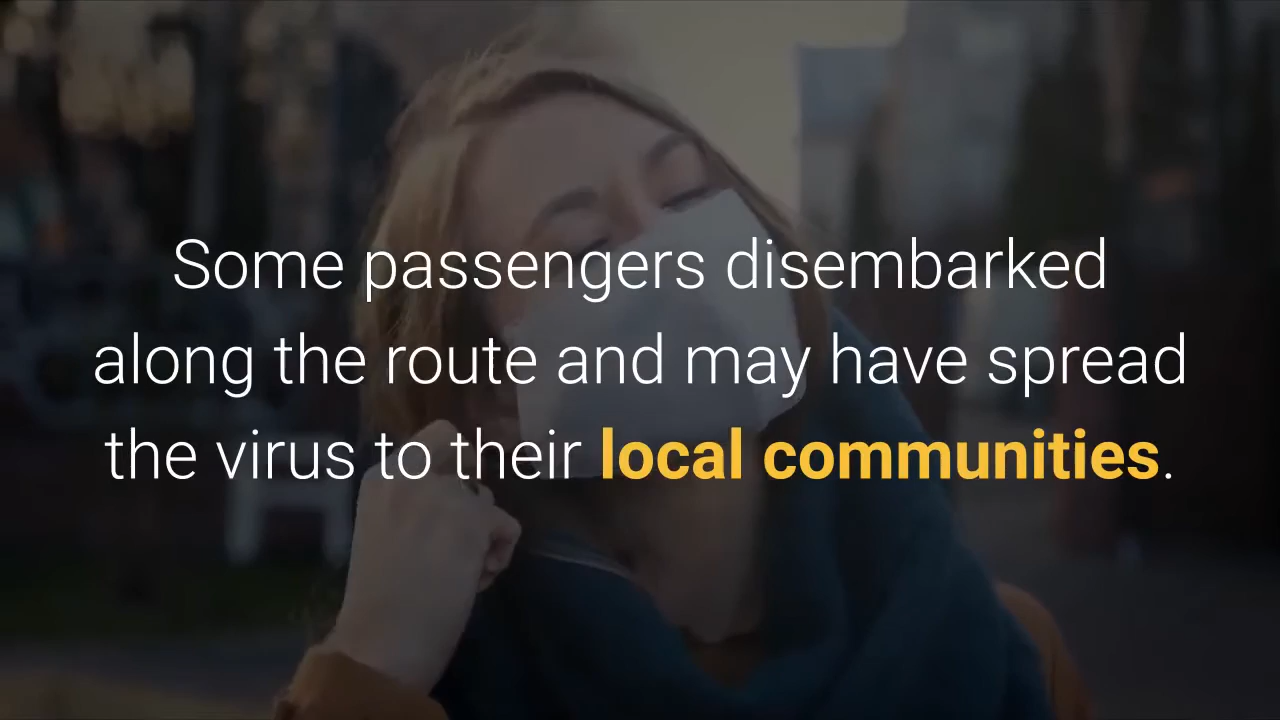 Some passengers disembarked
along the route and may have spread
the virus to their local communities.